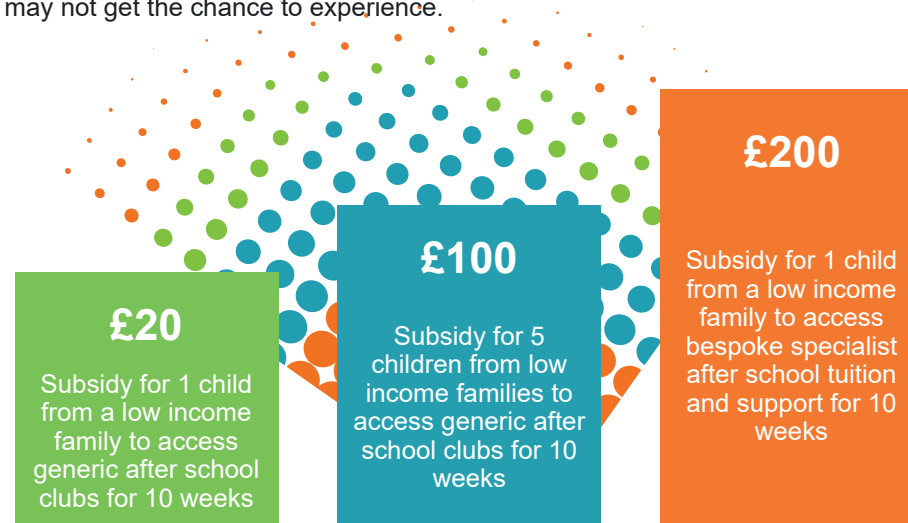 may not get the chance to experience.
£20
Subsidy for 1 child
from a low income
family to access
generic after school
clubs for 10 weeks
£100
Subsidy for 5
children from low
income families to
access generic after
school clubs for 10
weeks
£200
Subsidy for 1 child
from a low income
family to access
bespoke specialist
after school tuition
and support for 10
weeks